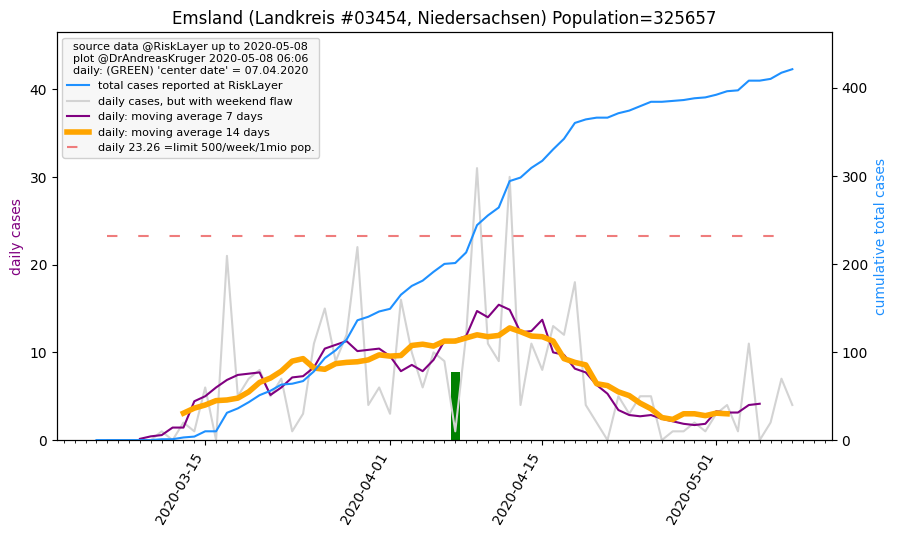 Emsland (Landkreis #03454, Niedersachsen) Population=325657
source data @RiskLayer up to 2020-05-08
plot @DrAndreasKruger 2020-05-08 06:06
daily: (GREEN) 'center date' = 07.04.2020
total cases reported at RiskLayer
daily cases, but with weekend flaw
daily: moving average 7 days
daily: moving average 14 days
daily 23.26 =limit 500/week/1mio pop.
daily cases
40
30
20
10
0
cumulative total cases
400
300
200
100
0
2020-03-15
2020-04-01
2020-04-15
2020-05-01